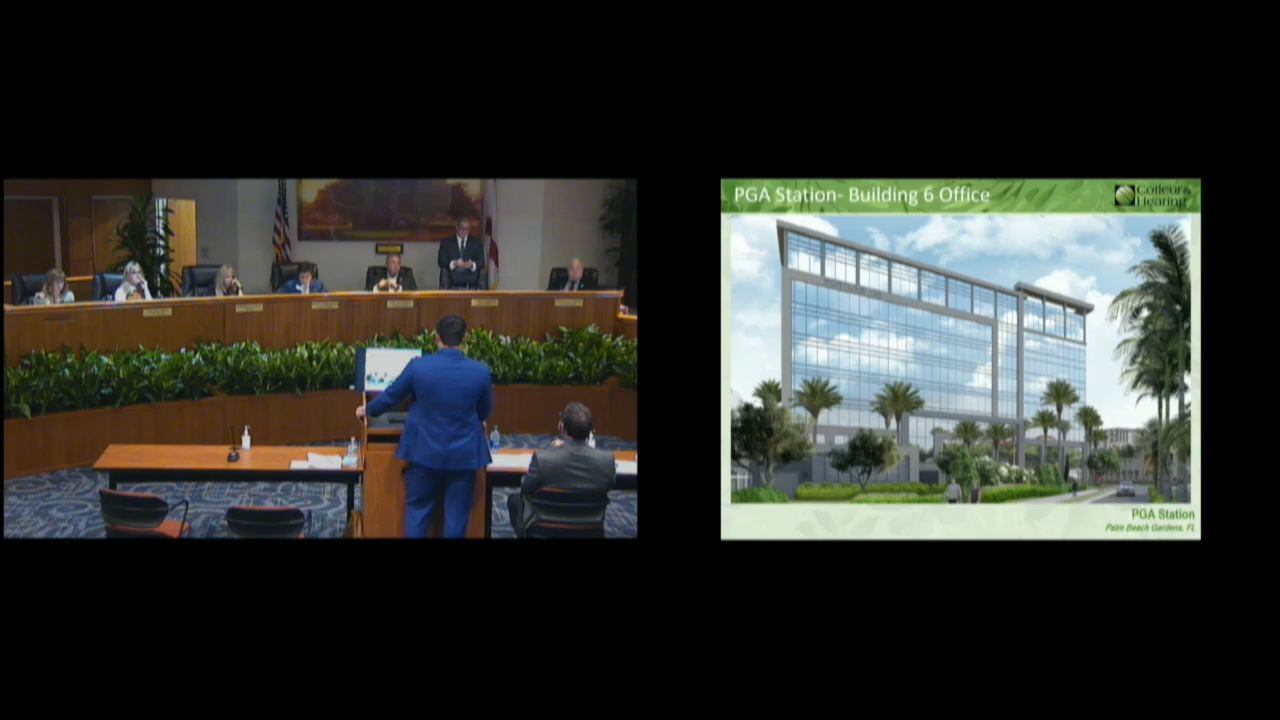 PGA Station- Building 6 Office
Cotleur &
Hearing
PGA Station
Palm Beach Gardens, FL